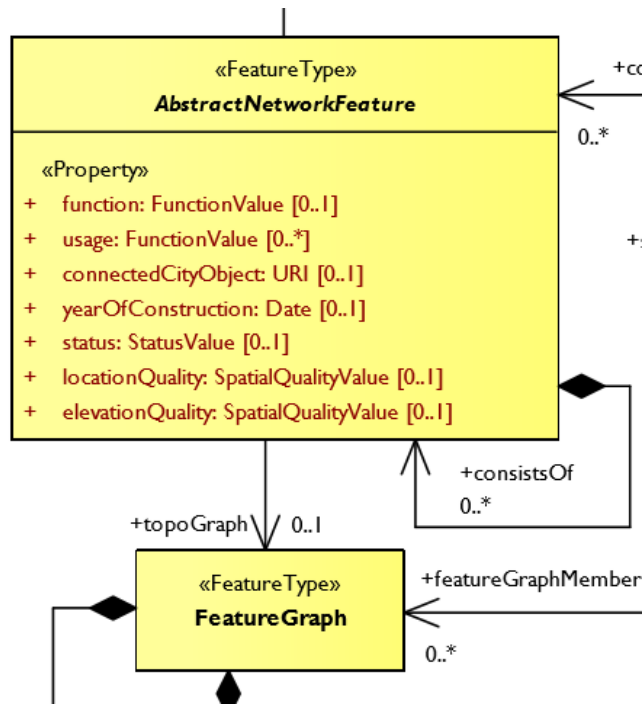 «FeatureType»
AbstractNetworkFeature
+co
0..*
«Property»
+ function: FunctionValue [0..1]
+ usage: FunctionValue [0..*]
+ connectedCityObject: URI [0..1]
+ yearOfConstruction: Date [0..1]
+ status: StatusValue [0..1]
+ locationQuality: SpatialQualityValue [0..1]
+ elevationQuality: SpatialQualityValue [0..1]
+consistsOf
0..*
+topoGraph 0..1
«FeatureType»
FeatureGraph
+featureGraphMember
0..*